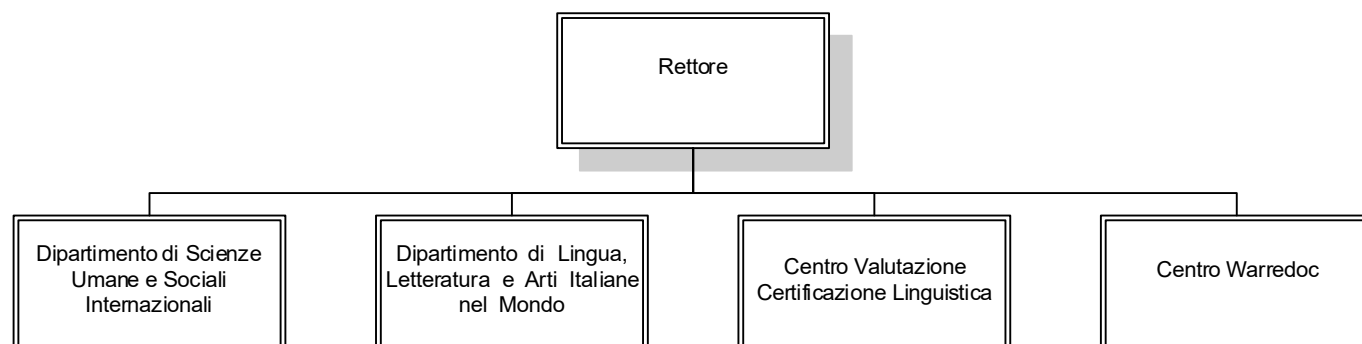 Rettore
Dipartimento di Scienze
Umane e Sociali
Internazionali
Dipartimento di Lingua,
Letteratura e Arti Italiane
nel Mondo
Centro Valutazione
Certificazione Linguistica
Centro Warredoc